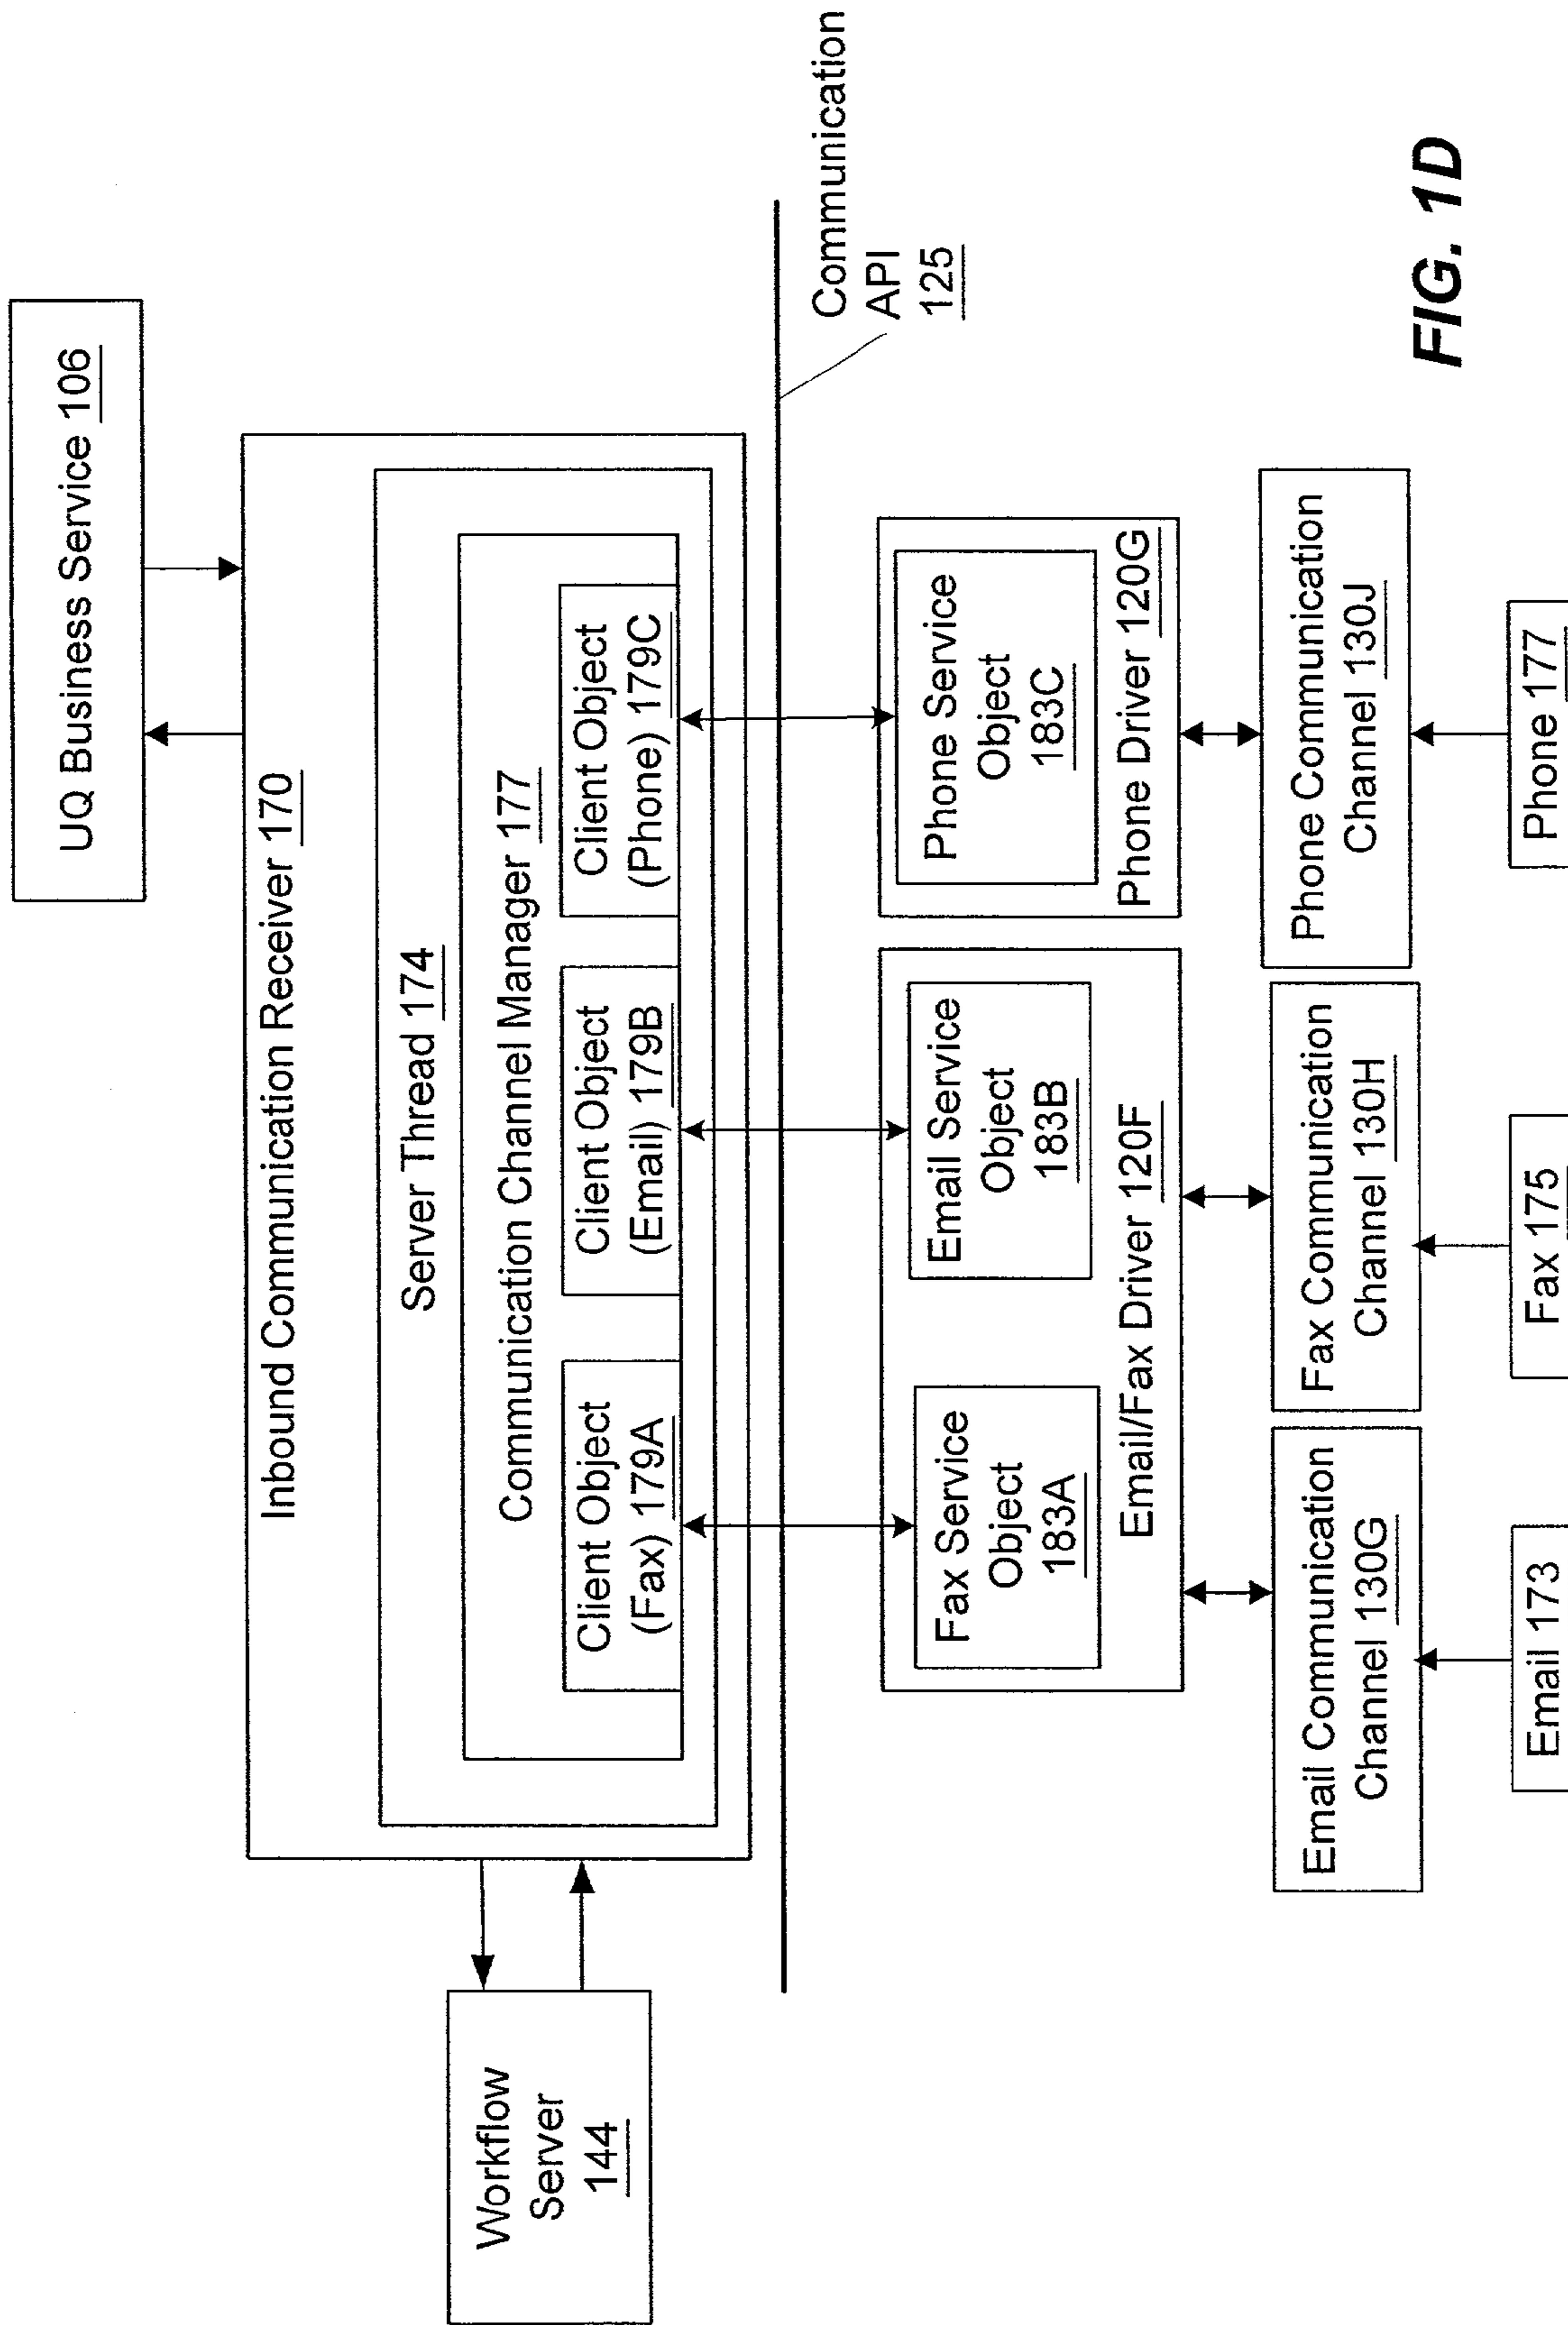 UQ Business Service 106
Inbound Communication Receiver 170
Server Thread 174
Communication Channel Manager 177
Client Object
(Fax) 179A
Client Object
(Email) 179B
Client Object
(Phone) 179C
Workflow
Server
144
Communication
API
125
Fax Service
Object
183A
Email Service
Object
183B
Email/Fax Driver 120F
Phone Service
Object
183C
Phone Driver 120G
Email Communication
Channel 130G
Fax Communication
Channel 130H
Phone Communication
Channel 130J
Email 173
Fax 175
Phone 177
FIG. 1D